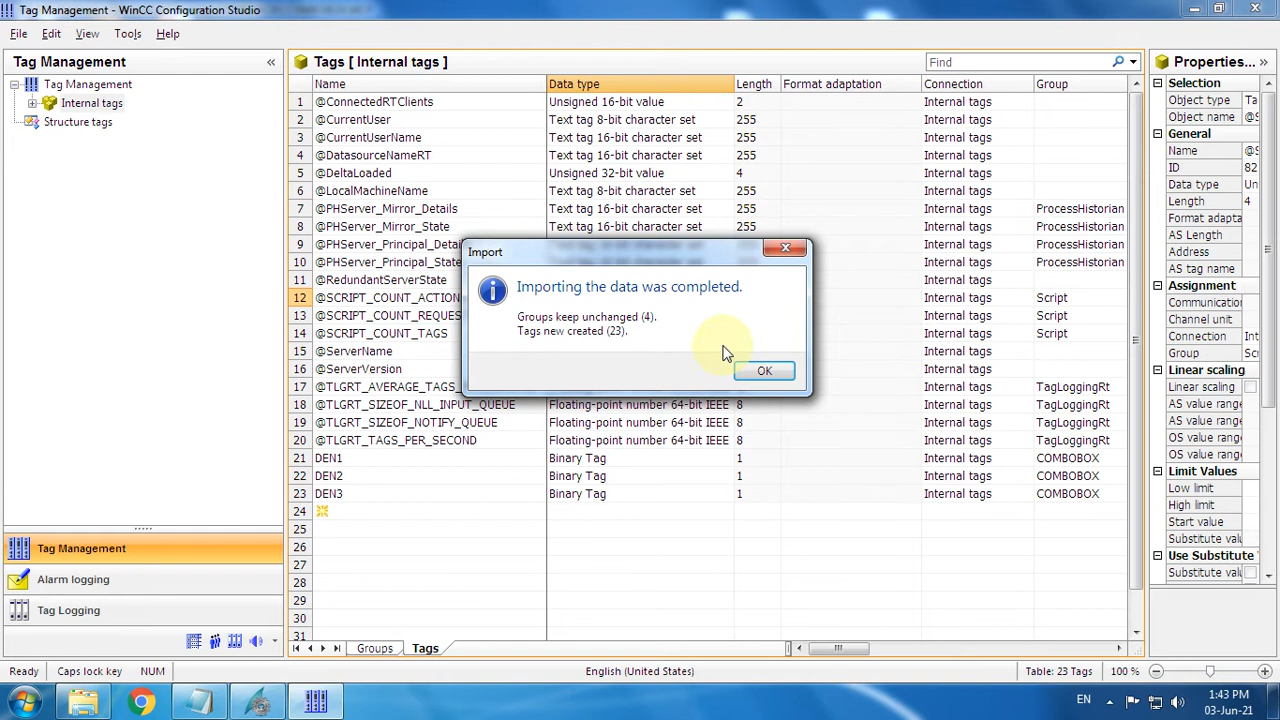 Tag Management - WinCC Configuration Studio
File Edit View Tools Help
Tag Management «
Tag Management
Internal tags
Structure tags
Tag Management
Alarm logging
Tag Logging
Tags [ Internal tags ] Find
Name Data type Length Format adaptation Connection Group
1 @ConnectedRTClients Unsigned 16-bit value 2 Internal tags
2 @CurrentUser Text tag 8-bit character set 255 Internal tags
3 @CurrentUserName Text tag 16-bit character set 255 Internal tags
4 @DatasourceNameRT Text tag 16-bit character set 255 Internal tags
5 @DeltaLoaded Unsigned 32-bit value 4 Internal tags
6 @LocalMachineName Text tag 8-bit character set 255 Internal tags
7 @PHServer_Mirror_Details Text tag 16-bit character set 255 Internal tags ProcessHistorian
8 @PHServer_Mirror_State Text tag 16-bit character set 255 Internal tags ProcessHistorian
9 @PHServer_Principal_Deta Internal tags ProcessHistorian
10 @PHServer_Principal_State Internal tags ProcessHistorian
11 @RedundantServerState Internal tags
12 @SCRIPT_COUNT_ACTION Internal tags Script
13 @SCRIPT_COUNT_REQUES Internal tags Script
14 @SCRIPT_COUNT_TAGS Internal tags Script
15 @ServerName Internal tags
16 @ServerVersion Internal tags
17 @TLGRT_AVERAGE_TAGS_ Internal tags TagLoggingRt
18 @TLGRT_SIZEOF_NLL_INPUT_QUEUE Floating-point number 64-bit IEEE 8 Internal tags TagLoggingRt
19 @TLGRT_SIZEOF_NOTIFY_QUEUE Floating-point number 64-bit IEEE 8 Internal tags TagLoggingRt
20 @TLGRT_TAGS_PER_SECOND Floating-point number 64-bit IEEE 8 Internal tags TagLoggingRt
21 DEN1 Binary Tag 1 Internal tags COMBOBOX
22 DEN2 Binary Tag 1 Internal tags COMBOBOX
23 DEN3 Binary Tag 1 Internal tags COMBOBOX
24
25
26
27
28
29
30
31
Groups Tags
Import
Importing the data was completed.
Groups keep unchanged (4).
Tags new created (23).
OK
Properties... »
Selection
Object type Ta
Object name @S
General
Name @S
ID 82
Data type Un
Length 4
Format adapta
AS Length
Address
AS tag name
Assignment
Communication
Channel unit
Connection Int
Group Scr
Linear scaling
Linear scaling
AS value range
AS value range
OS value range
OS value range
Limit Values
Low limit
High limit
Start value
Substitute valu
Use Substitute
Substitute valu
Ready Caps lock key NUM English (United States) Table: 23 Tags 100 %
EN 1:43 PM
03-Jun-21